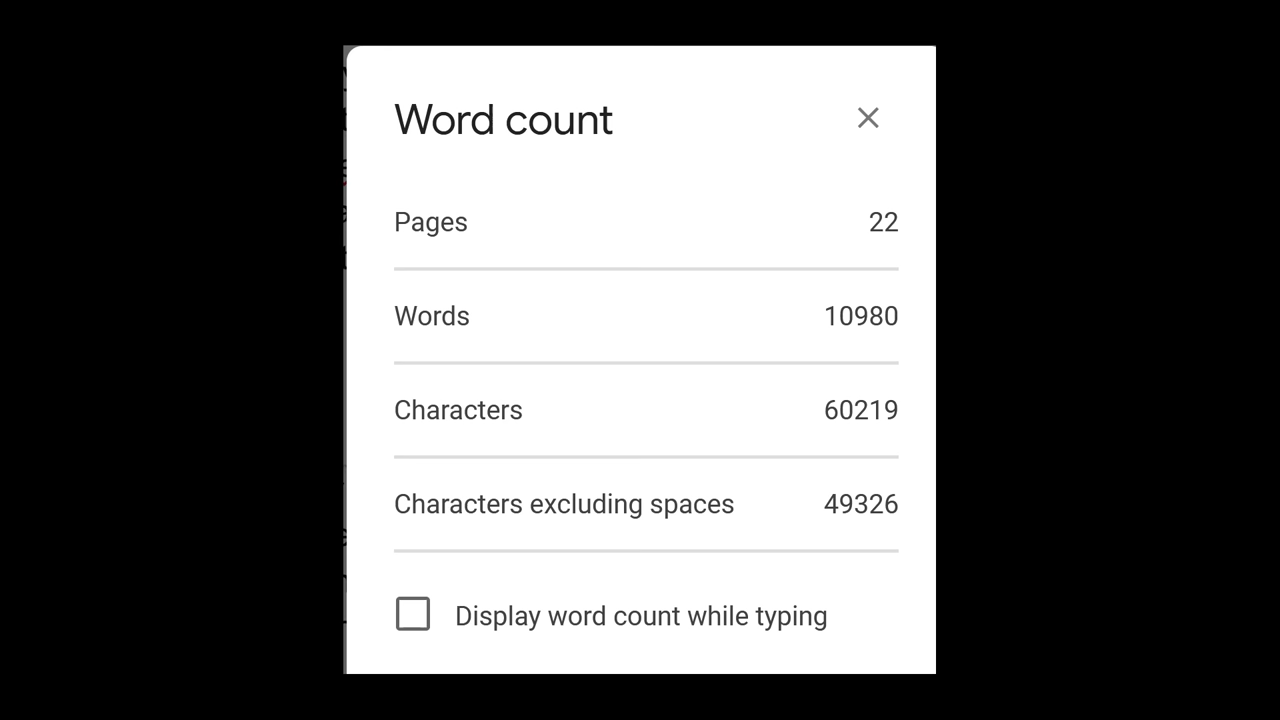 Word count
Pages 22
Words 10980
Characters 60219
Characters excluding spaces 49326
Display word count while typing